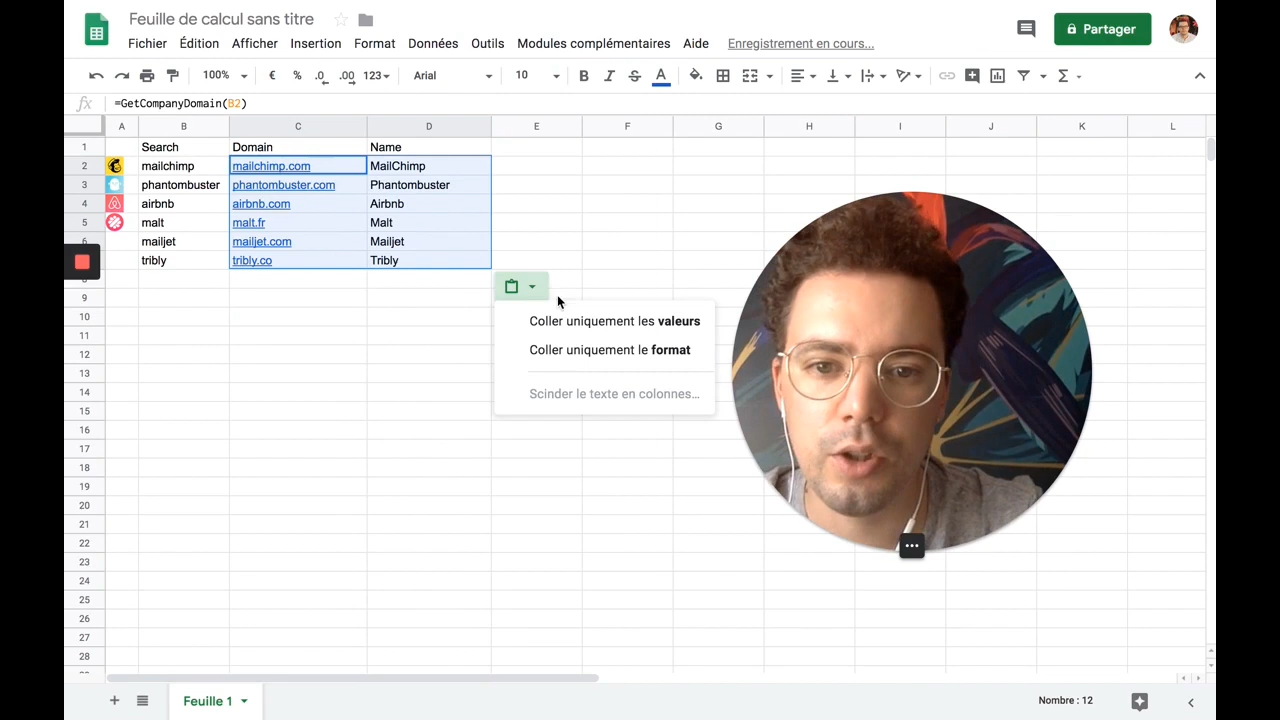 Feuille de calcul sans titre
Fichier Édition Afficher Insertion Format Données Outils Modules complémentaires Aide Enregistrement en cours...
Partager
100% € % .0 .00 123 Arial 10 B I S A Σ
fx =GetCompanyDomain(B2)
A B C D E F G H I J K L
1 Search Domain Name
2 mailchimp mailchimp.com MailChimp
3 phantombuster phantombuster.com Phantombuster
4 airbnb airbnb.com Airbnb
5 malt malt.fr Malt
6 mailjet mailjet.com Mailjet
tribly tribly.co Tribly
8
9
Coller uniquement les valeurs
10
11
Coller uniquement le format
12
13
Scinder le texte en colonnes...
14
15
16
17
18
19
20
21
22
23
24
25
26
27
28
Feuille 1
Nombre : 12